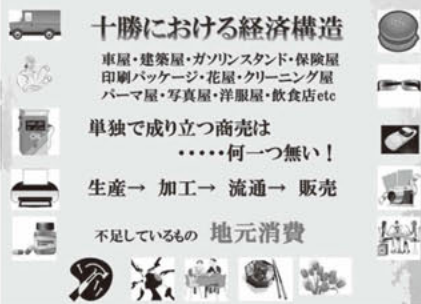 十勝における経済構造
車屋・建築屋・ガソリンスタンド・保険屋
印刷パッケージ・花屋・クリーニング屋
パーマ屋・写真屋・洋服屋・飲食店etc
単独で成り立つ商売は
・・・・・何一つ無い！
生産→ 加工→ 流通→ 販売
不足しているもの 地元消費